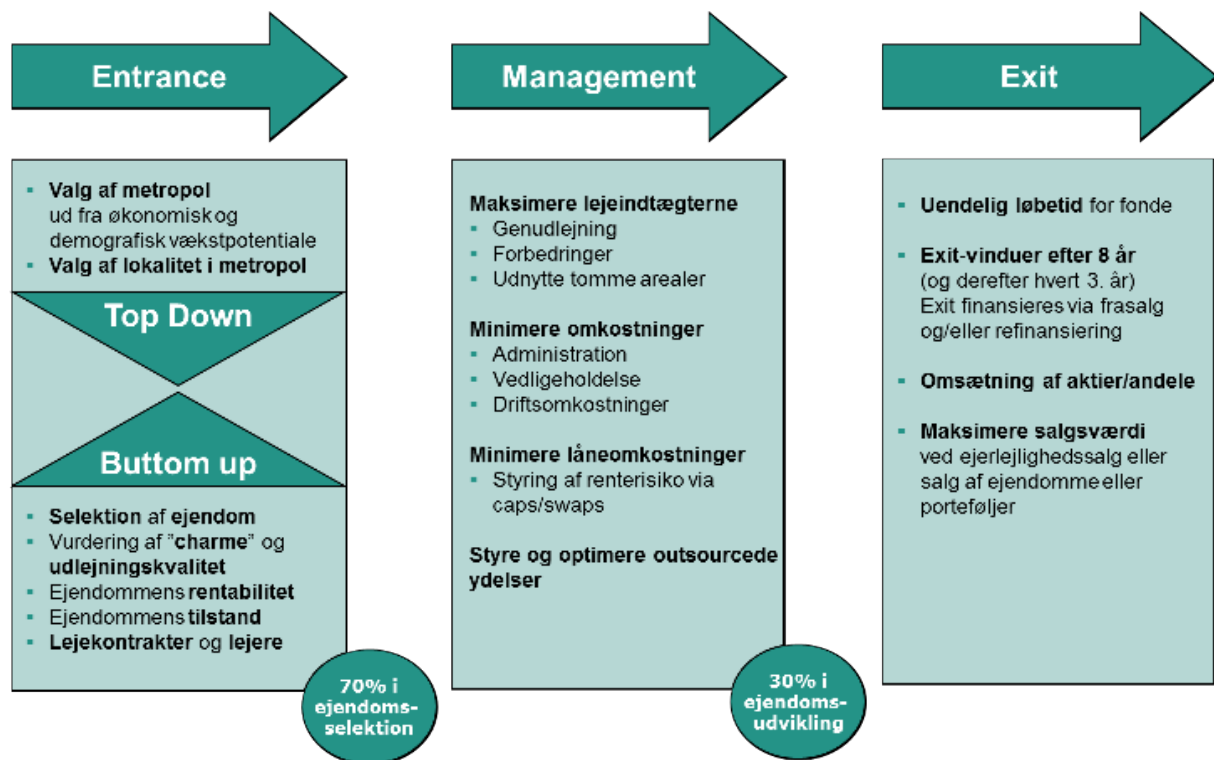 Entrance
Valg af metropol
ud fra økonomisk og
demografisk vækstpotentiale
Valg af lokalitet i metropol
Top Down
Buttom up
Selektion af ejendom
Vurdering af "charme" og
udlejningskvalitet
Ejendommens rentabilitet
Ejendommens tilstand
Lejekontrakter og lejere
70% i
ejendoms-
selektion
Management
Maksimere lejeindtægterne
Genudlejning
Forbedringer
Udnytte tomme arealer
Minimere omkostninger
Administration
Vedligeholdelse
Driftsomkostninger
Minimere låneomkostninger
Styring af renterisiko via
caps/swaps
Styre og optimere outsourcede
ydelser
30% i
ejendoms-
udvikling
Exit
Uendelig løbetid for fonde
Exit-vinduer efter 8 år
(og derefter hvert 3. år)
Exit finansieres via frasalg
og/eller refinansiering
Omsætning af aktier/andele
Maksimere salgsværdi
ved ejerlejlighedssalg eller
salg af ejendomme eller
porteføljer